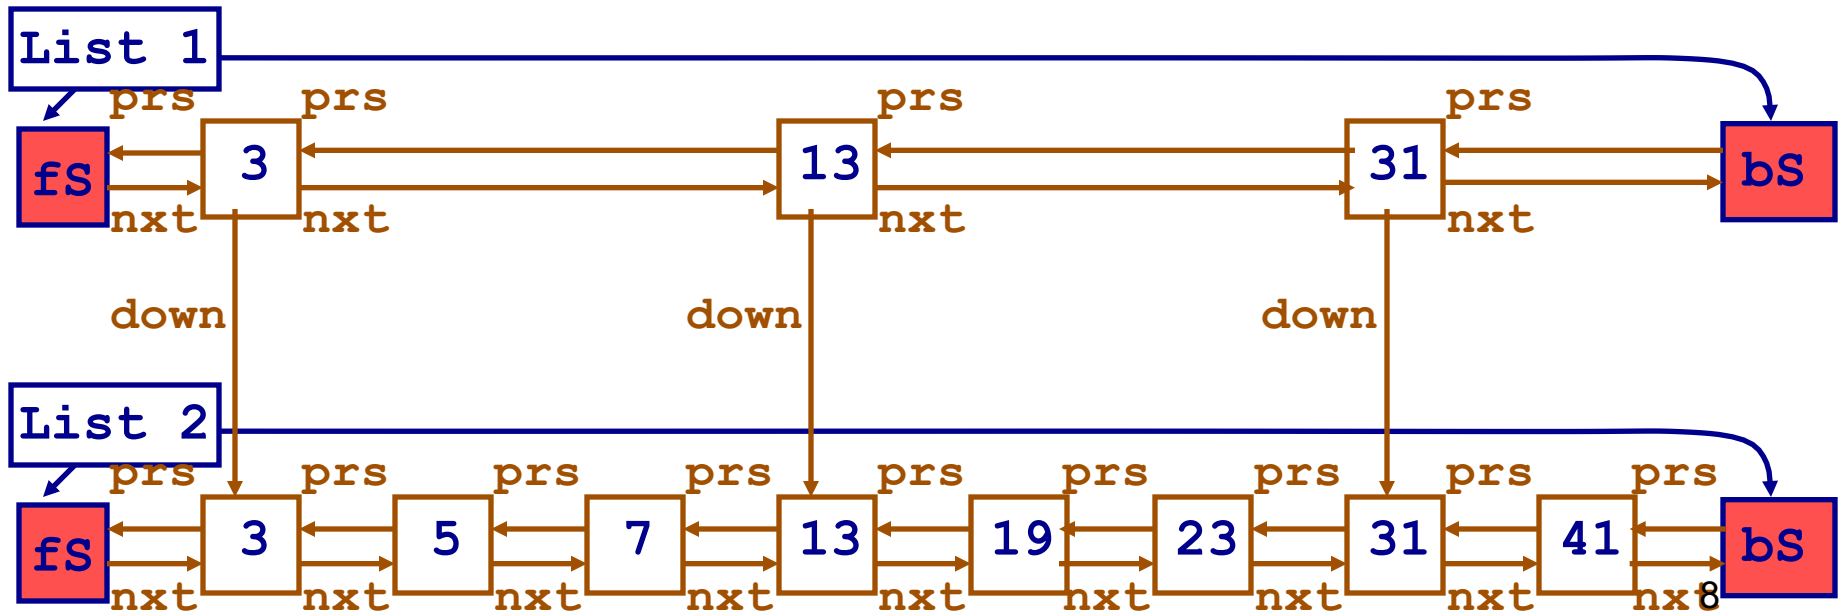 List 1
prs prs prs prs
fS 3 13 31 bS
nxt nxt nxt nxt
down down down
List 2
prs prs prs prs prs prs prs prs prs
fS 3 5 7 13 19 23 31 41 bS
nxt nxt nxt nxt nxt nxt nxt nxt nxt
8